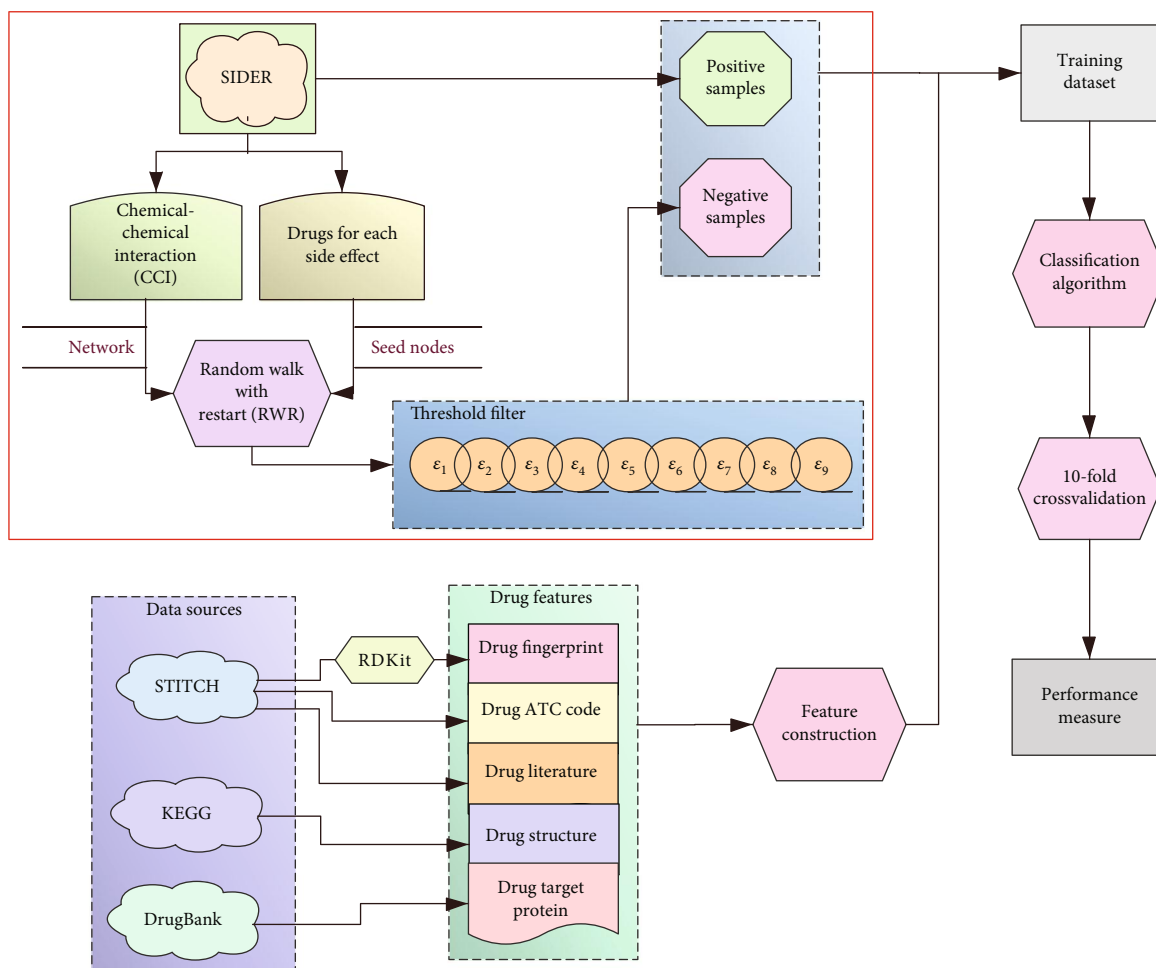 SIDER
Positive
samples
Negative
samples
Chemical-
chemical
interaction
(CCI)
Drugs for each
side effect
Network
Seed nodes
Random walk
with
restart (RWR)
Threshold filter
ε1 ε2 ε3 ε4 ε5 ε6 ε7 ε8 ε9
Training
dataset
Classification
algorithm
10-fold
crossvalidation
Performance
measure
Data sources
STITCH
KEGG
DrugBank
RDKit
Drug features
Drug fingerprint
Drug ATC code
Drug literature
Drug structure
Drug target
protein
Feature
construction